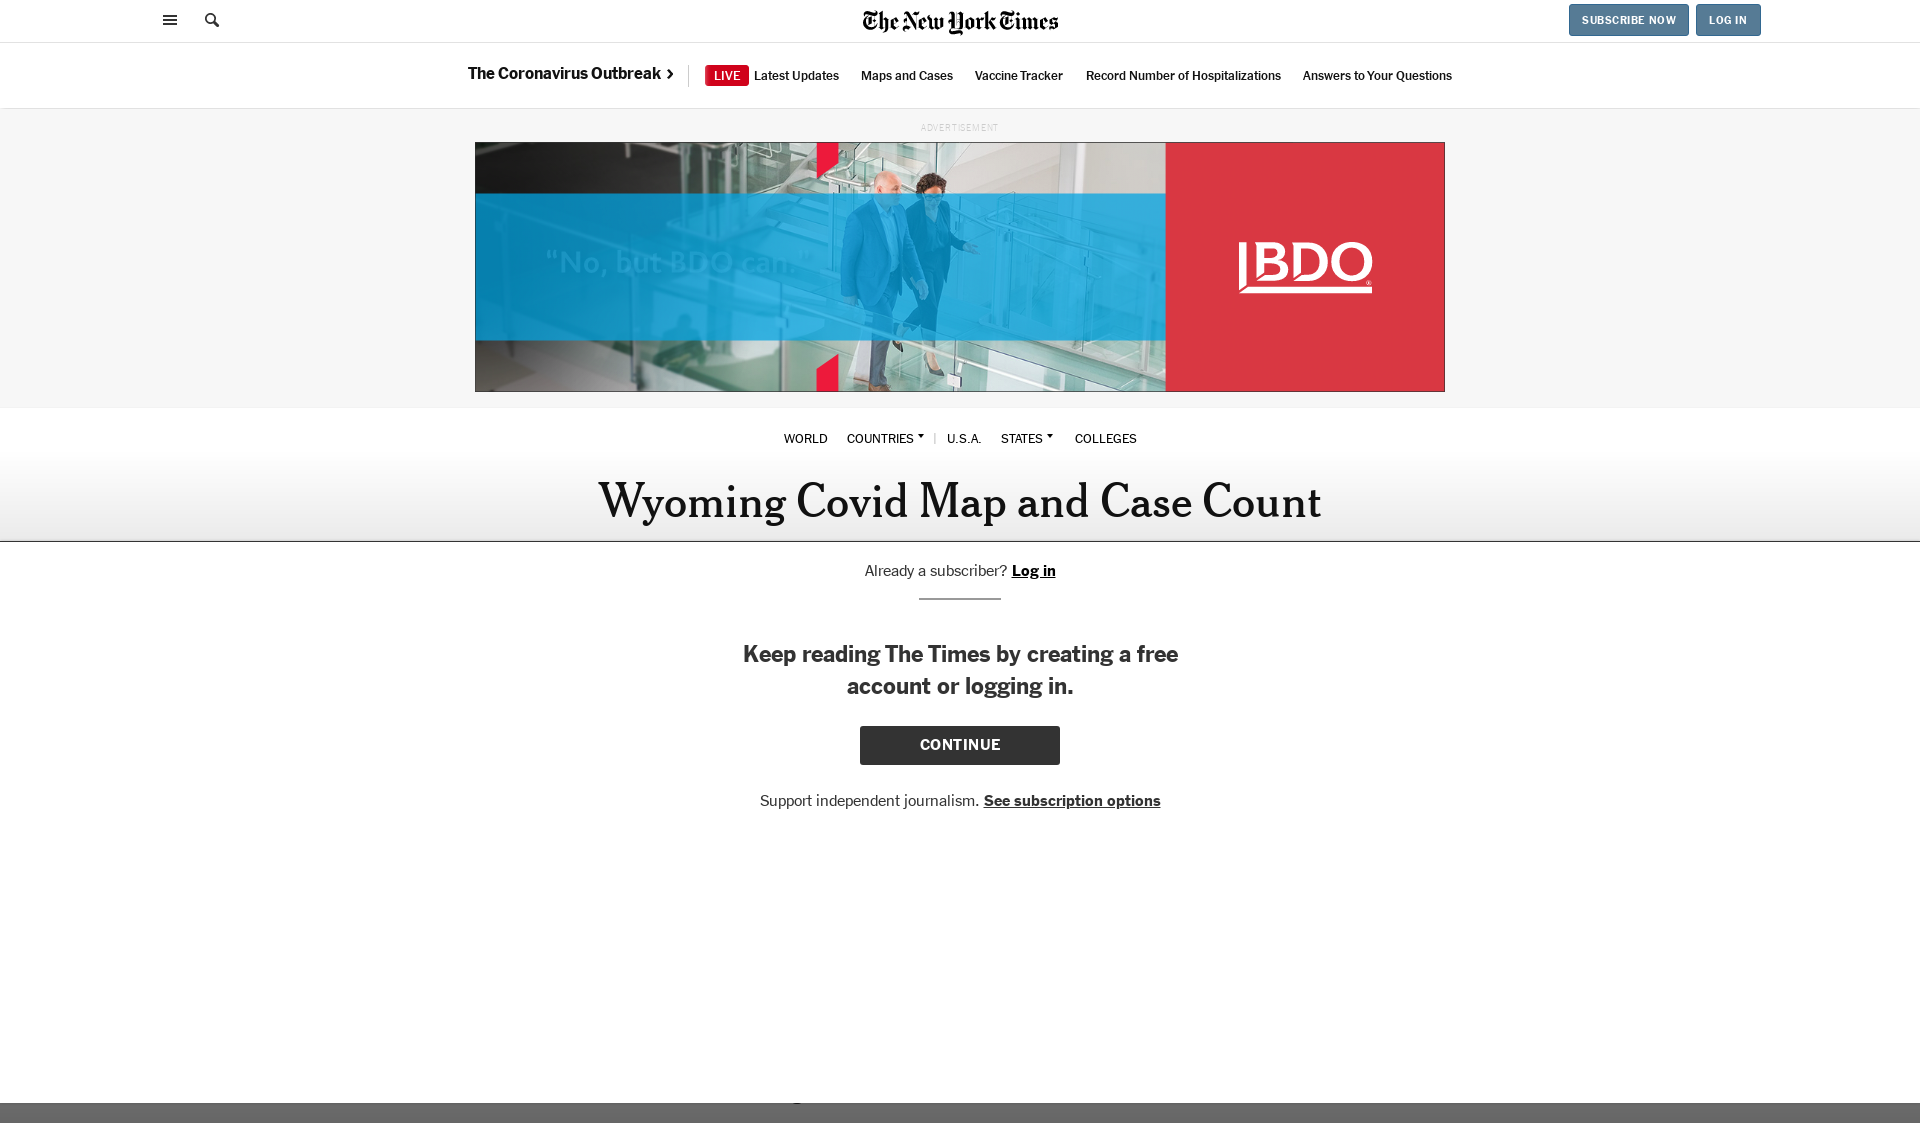 The New York Times
SUBSCRIBE NOW
LOG IN
The Coronavirus Outbreak
LIVE Latest Updates
Maps and Cases
Vaccine Tracker
Record Number of Hospitalizations
Answers to Your Questions
ADVERTISEMENT
“No, but BDO can.”
BDO
WORLD COUNTRIES | U.S.A. STATES COLLEGES
Wyoming Covid Map and Case Count
Already a subscriber? Log in
Keep reading The Times by creating a free
account or logging in.
CONTINUE
Support independent journalism. See subscription options